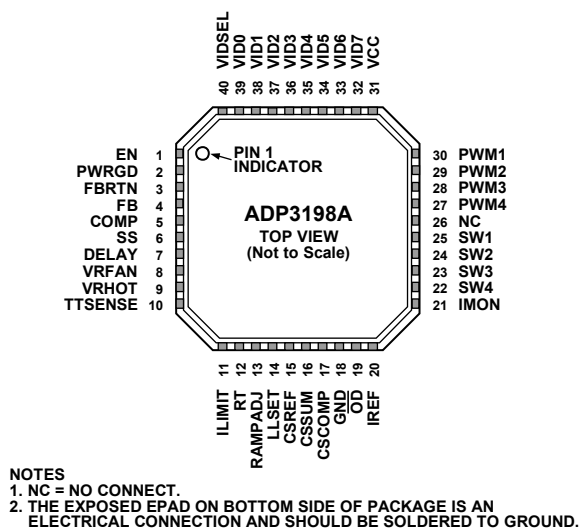 VIDSEL
VID0
VID1
VID2
VID3
VID4
VID5
VID6
VID7
VCC
40 39 38 37 36 35 34 33 32 31
EN 1
PWRGD 2
FBRTN 3
FB 4
COMP 5
SS 6
DELAY 7
VRFAN 8
VRHOT 9
TTSENSE 10
PIN 1
INDICATOR
ADP3198A
TOP VIEW
(Not to Scale)
30 PWM1
29 PWM2
28 PWM3
27 PWM4
26 NC
25 SW1
24 SW2
23 SW3
22 SW4
21 IMON
11 12 13 14 15 16 17 18 19 20
ILIMIT
RT
RAMPADJ
LLSET
CSREF
CSSUM
CSCOMP
GND
OD
IREF
NOTES
1. NC = NO CONNECT.
2. THE EXPOSED EPAD ON BOTTOM SIDE OF PACKAGE IS AN
ELECTRICAL CONNECTION AND SHOULD BE SOLDERED TO GROUND.